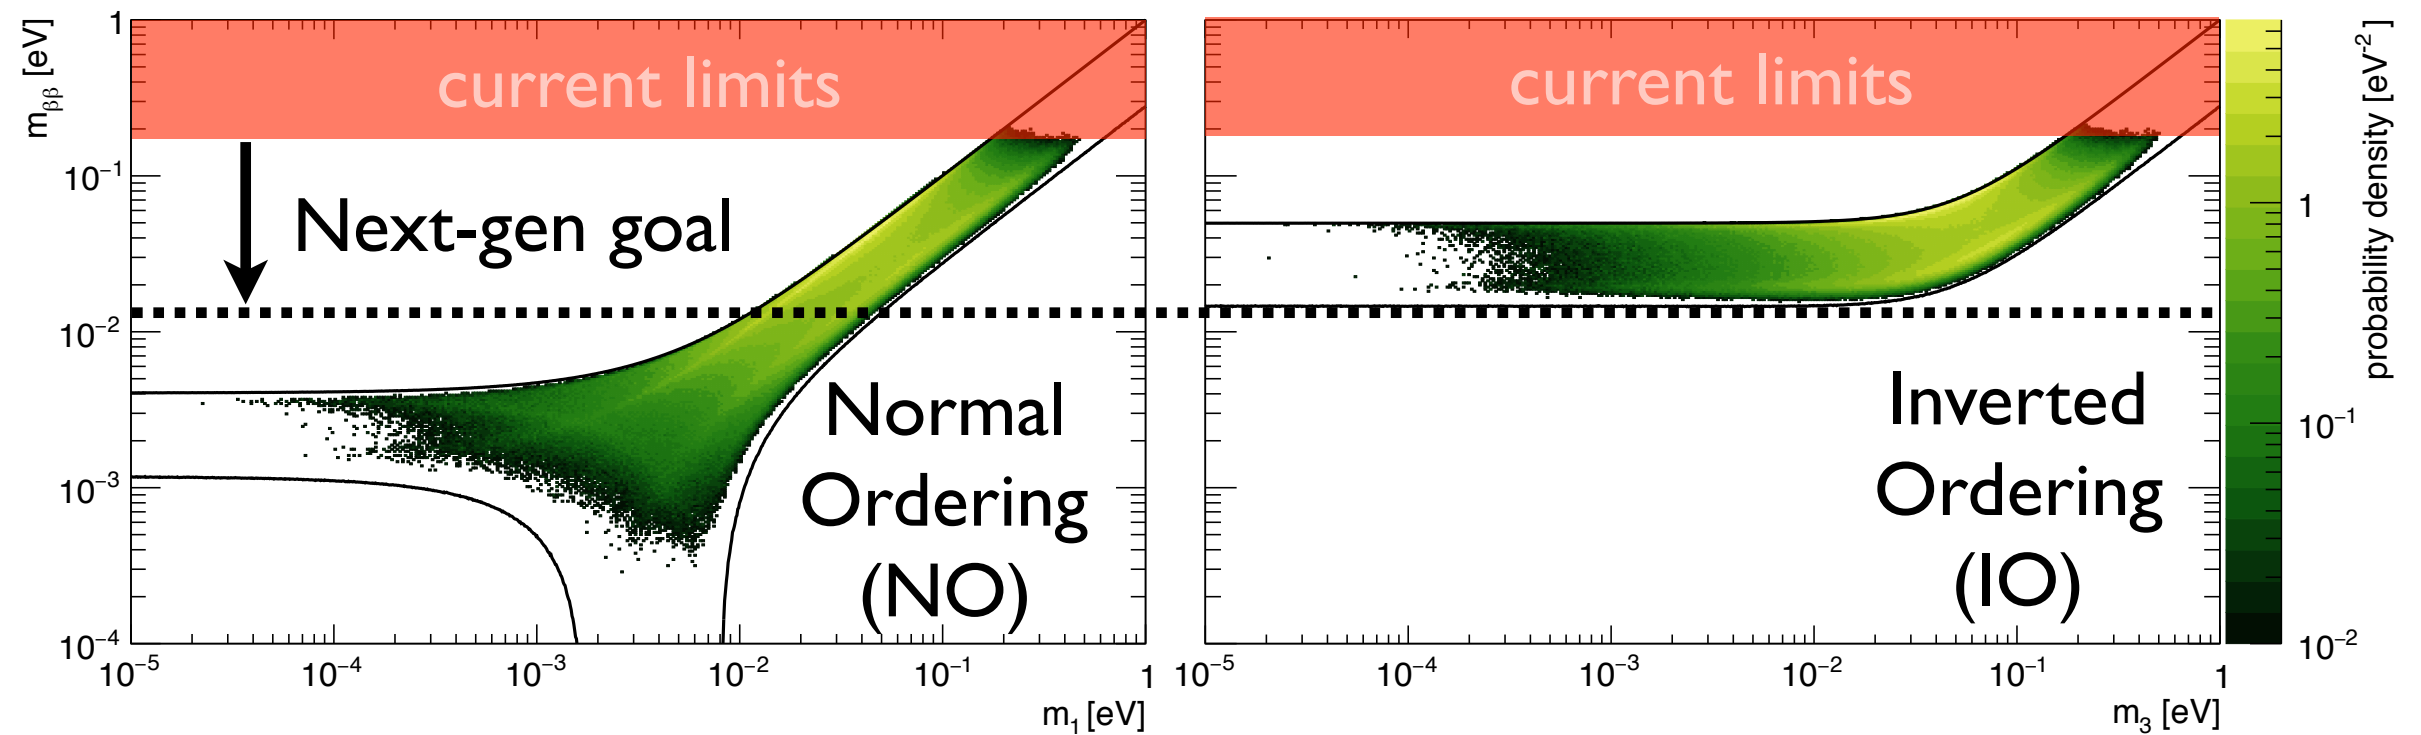 m_ββ [eV]
1
10⁻¹
10⁻²
10⁻³
10⁻⁴
current limits
Next-gen goal
Normal
Ordering
(NO)
10⁻⁵ 10⁻⁴ 10⁻³ 10⁻² 10⁻¹ 1
m₁ [eV]
current limits
Inverted
Ordering
(IO)
10⁻⁵ 10⁻⁴ 10⁻³ 10⁻² 10⁻¹ 1
m₃ [eV]
1
10⁻¹
10⁻²
probability density [eV⁻²]